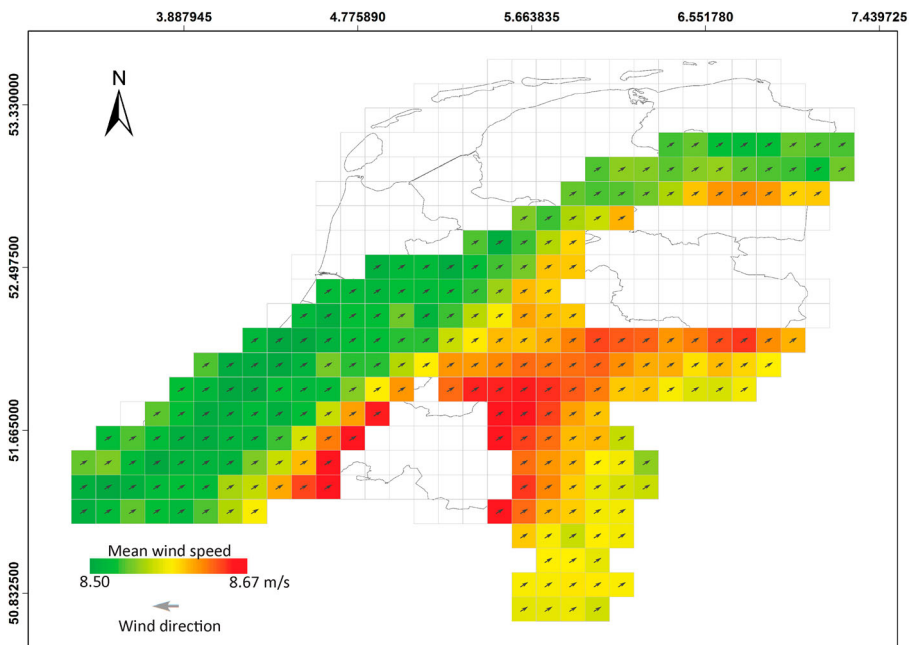 3.887945 4.775890 5.663835 6.551780 7.439725
N
53.330000
52.497500
51.665000
50.832500
Mean wind speed
8.50 8.67 m/s
Wind direction